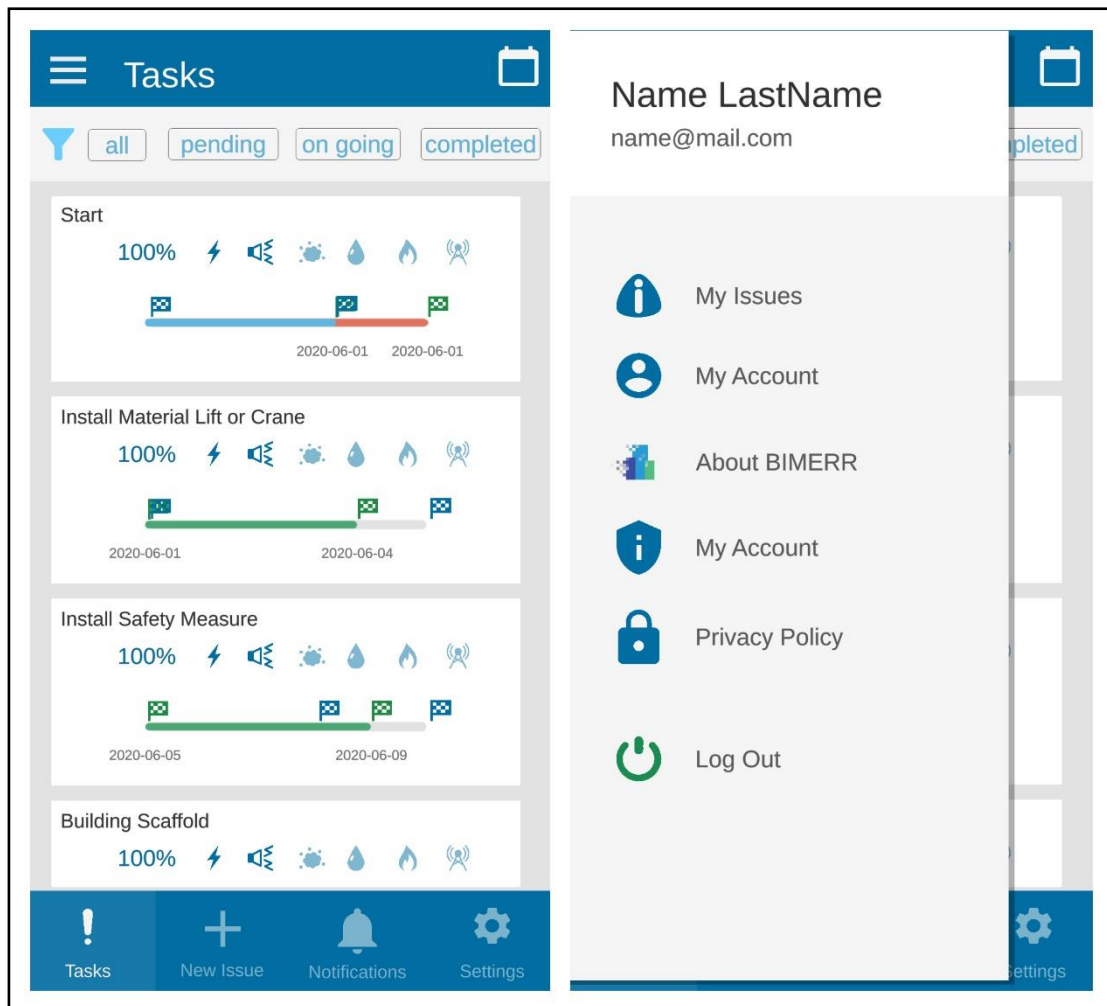 Tasks
all pending on going completed
Start
100%
2020-06-01 2020-06-01
Install Material Lift or Crane
100%
2020-06-01 2020-06-04
Install Safety Measure
100%
2020-06-05 2020-06-09
Building Scaffold
100%
Tasks New Issue Notifications Settings
Name LastName
name@mail.com
pleted
My Issues
My Account
About BIMERR
My Account
Privacy Policy
Log Out
ettings